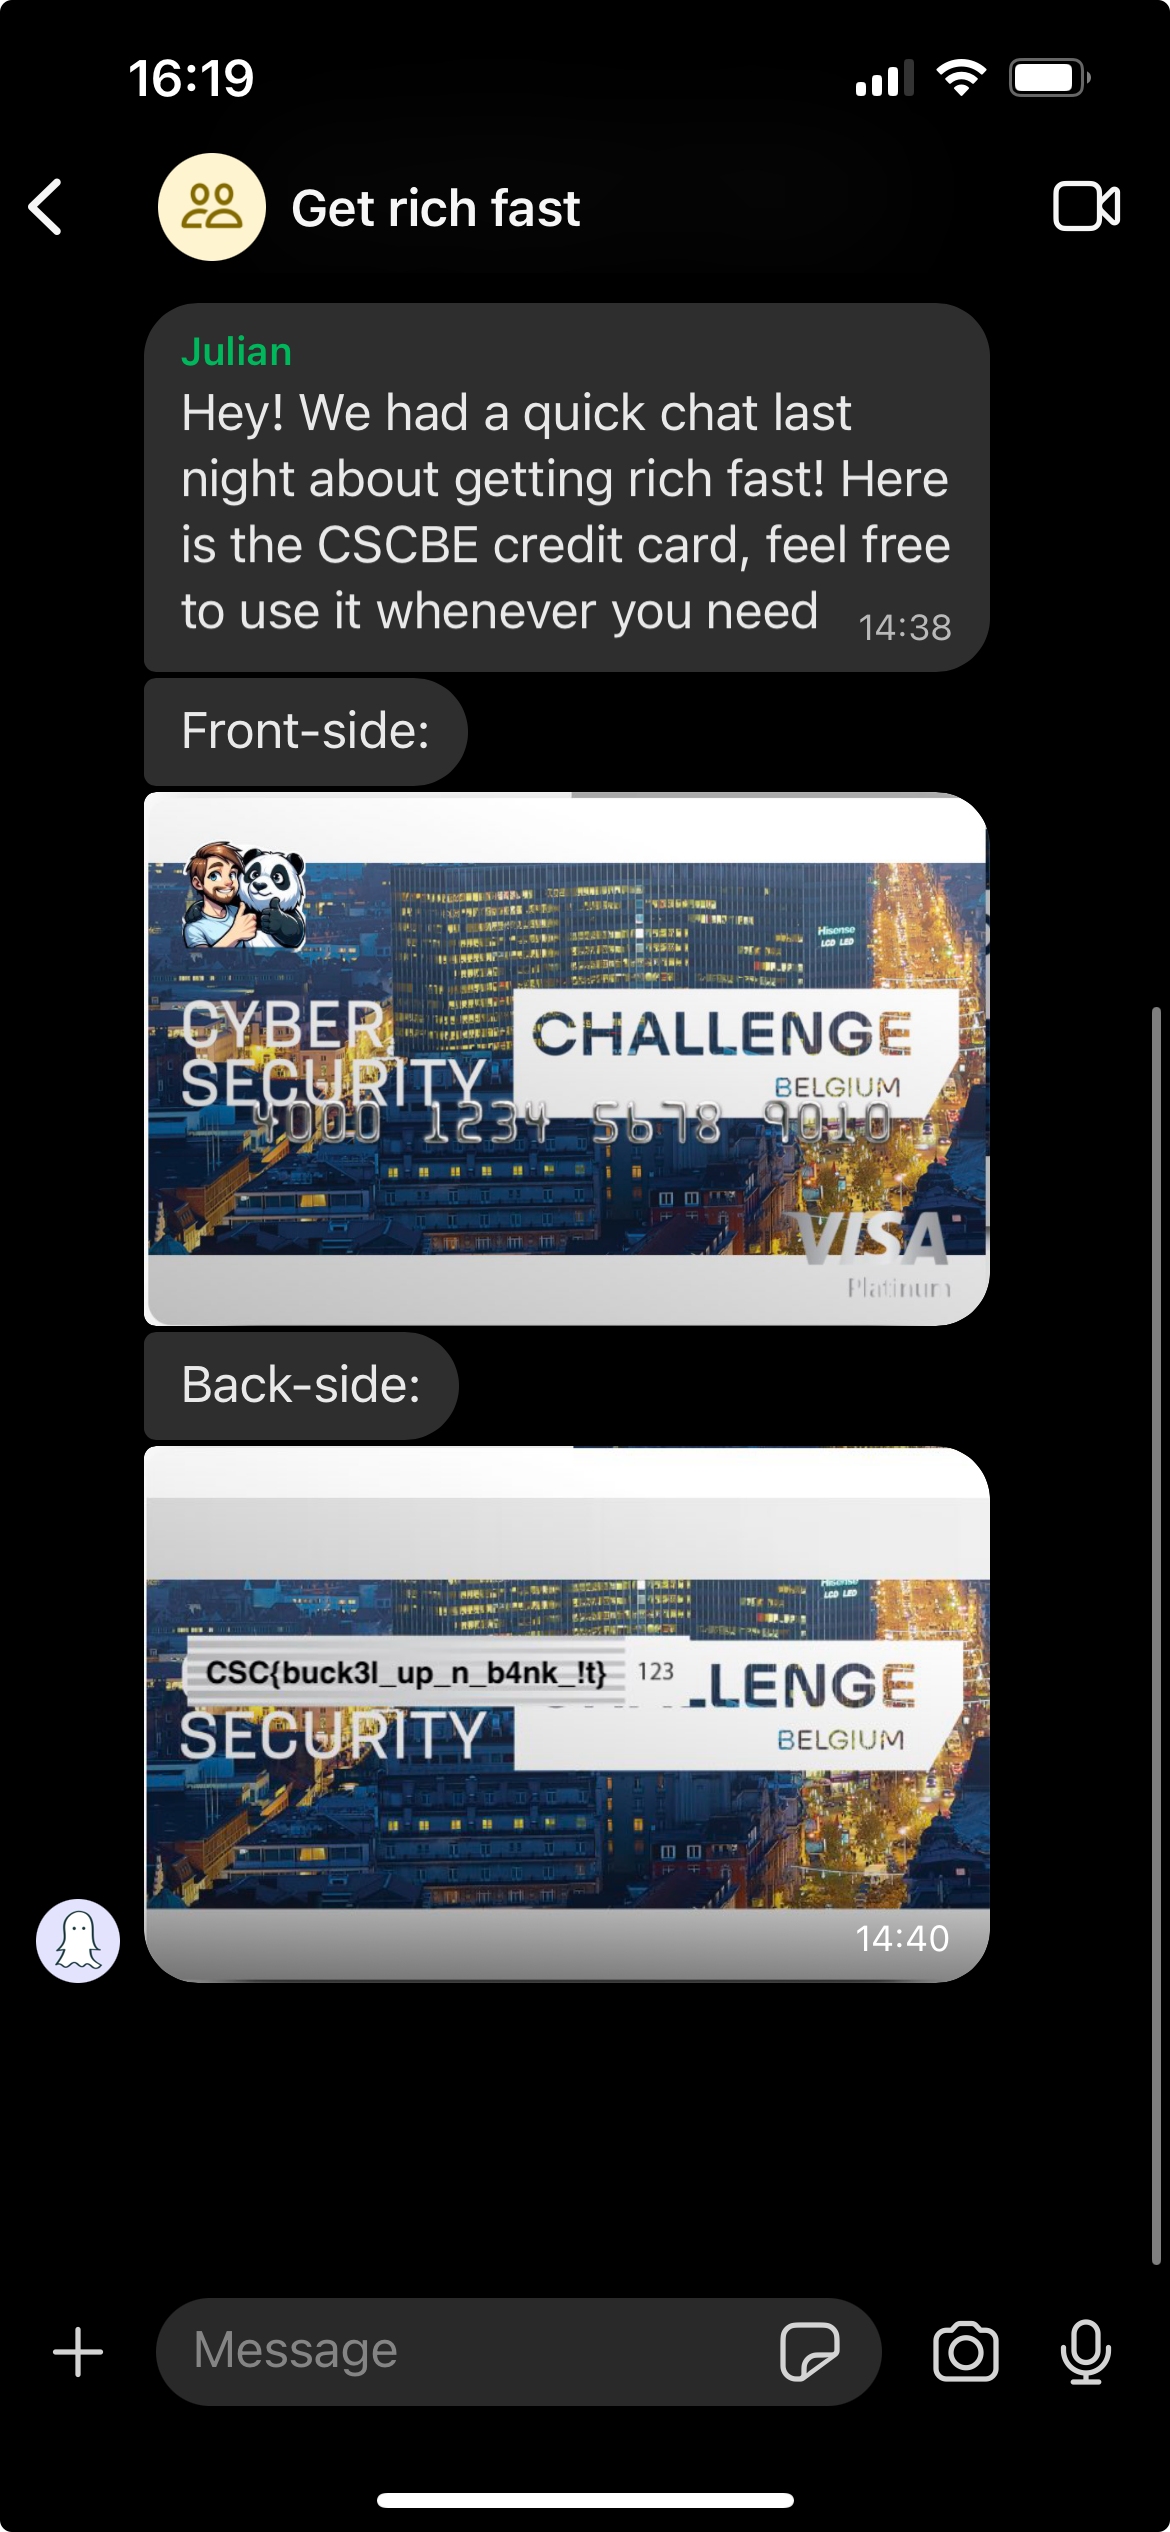 16:19
Get rich fast
Julian
Hey! We had a quick chat last
night about getting rich fast! Here
is the CSCBE credit card, feel free
to use it whenever you need
14:38
Front-side:
Hisense
LCD LED
CYBER
SECURITY
CHALLENGE
BELGIUM
4000 1234 5678 9010
VISA
Platinum
Back-side:
Hisense
LCD LED
CSC{buck3l_up_n_b4nk_!t}
123
LENGE
SECURITY
BELGIUM
14:40
Message